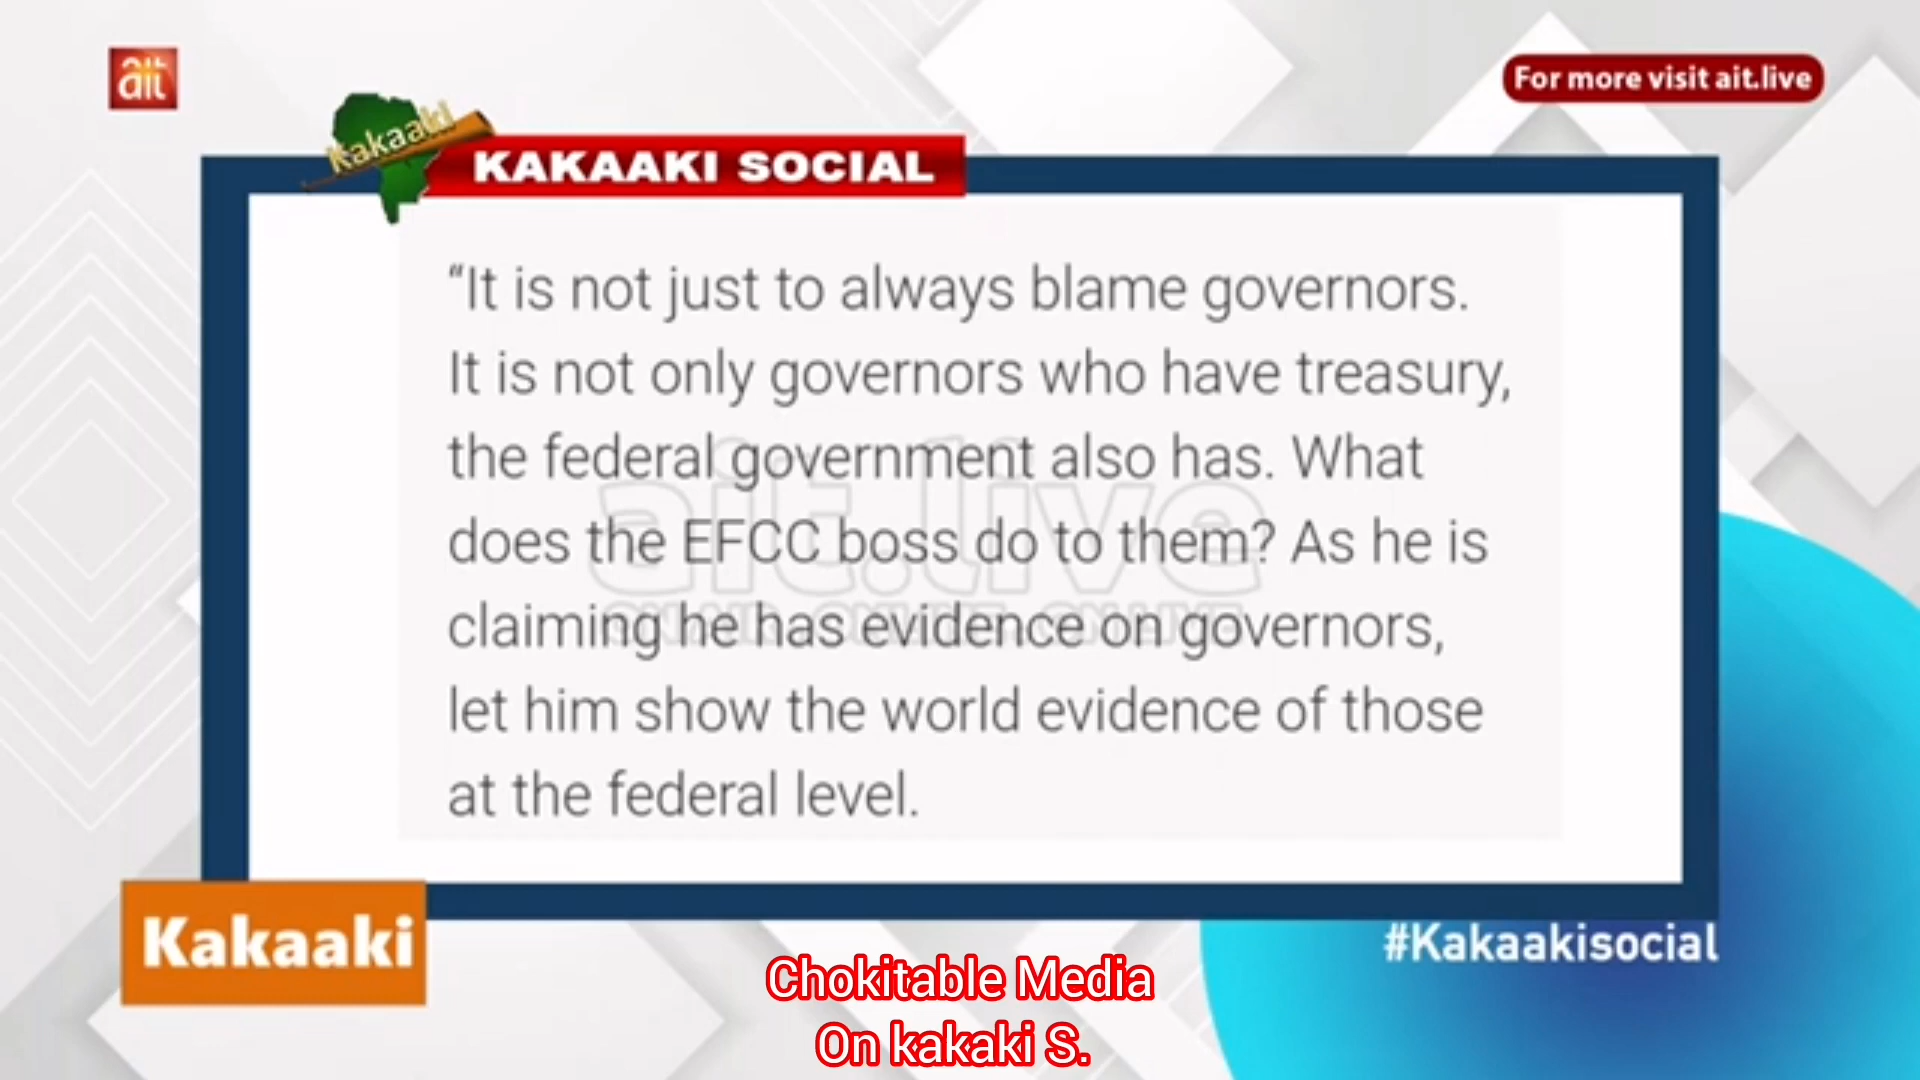 ait
For more visit ait.live
Kakaaki
KAKAAKI SOCIAL
“It is not just to always blame governors.
It is not only governors who have treasury,
the federal government also has. What
does the EFCC boss do to them? As he is
claiming he has evidence on governors,
let him show the world evidence of those
at the federal level.
ait.live
Kakaaki
#Kakaakisocial
Chokitable Media
On kakaki S.